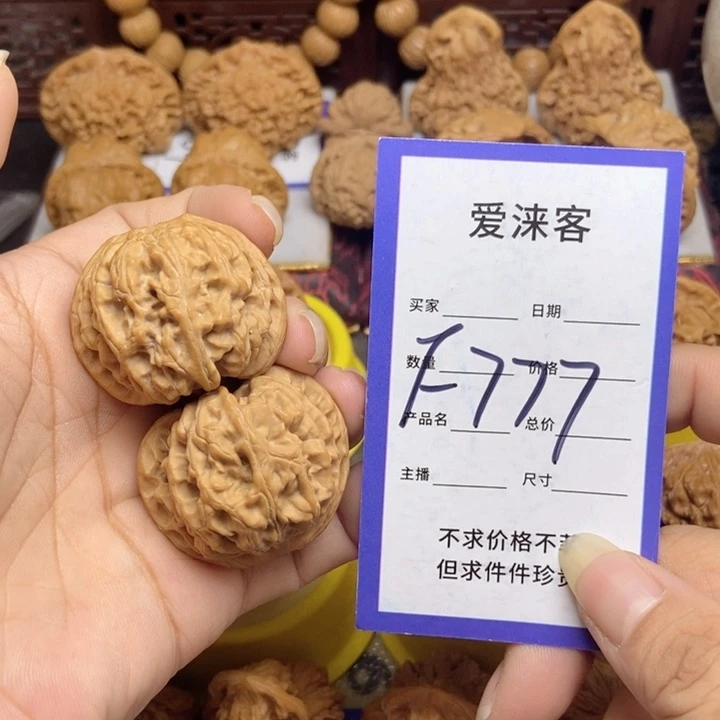 爱涞客
买家 日期
数量 价格
F777
产品名 总价
主播 尺寸
不求价格不
但求件件珍